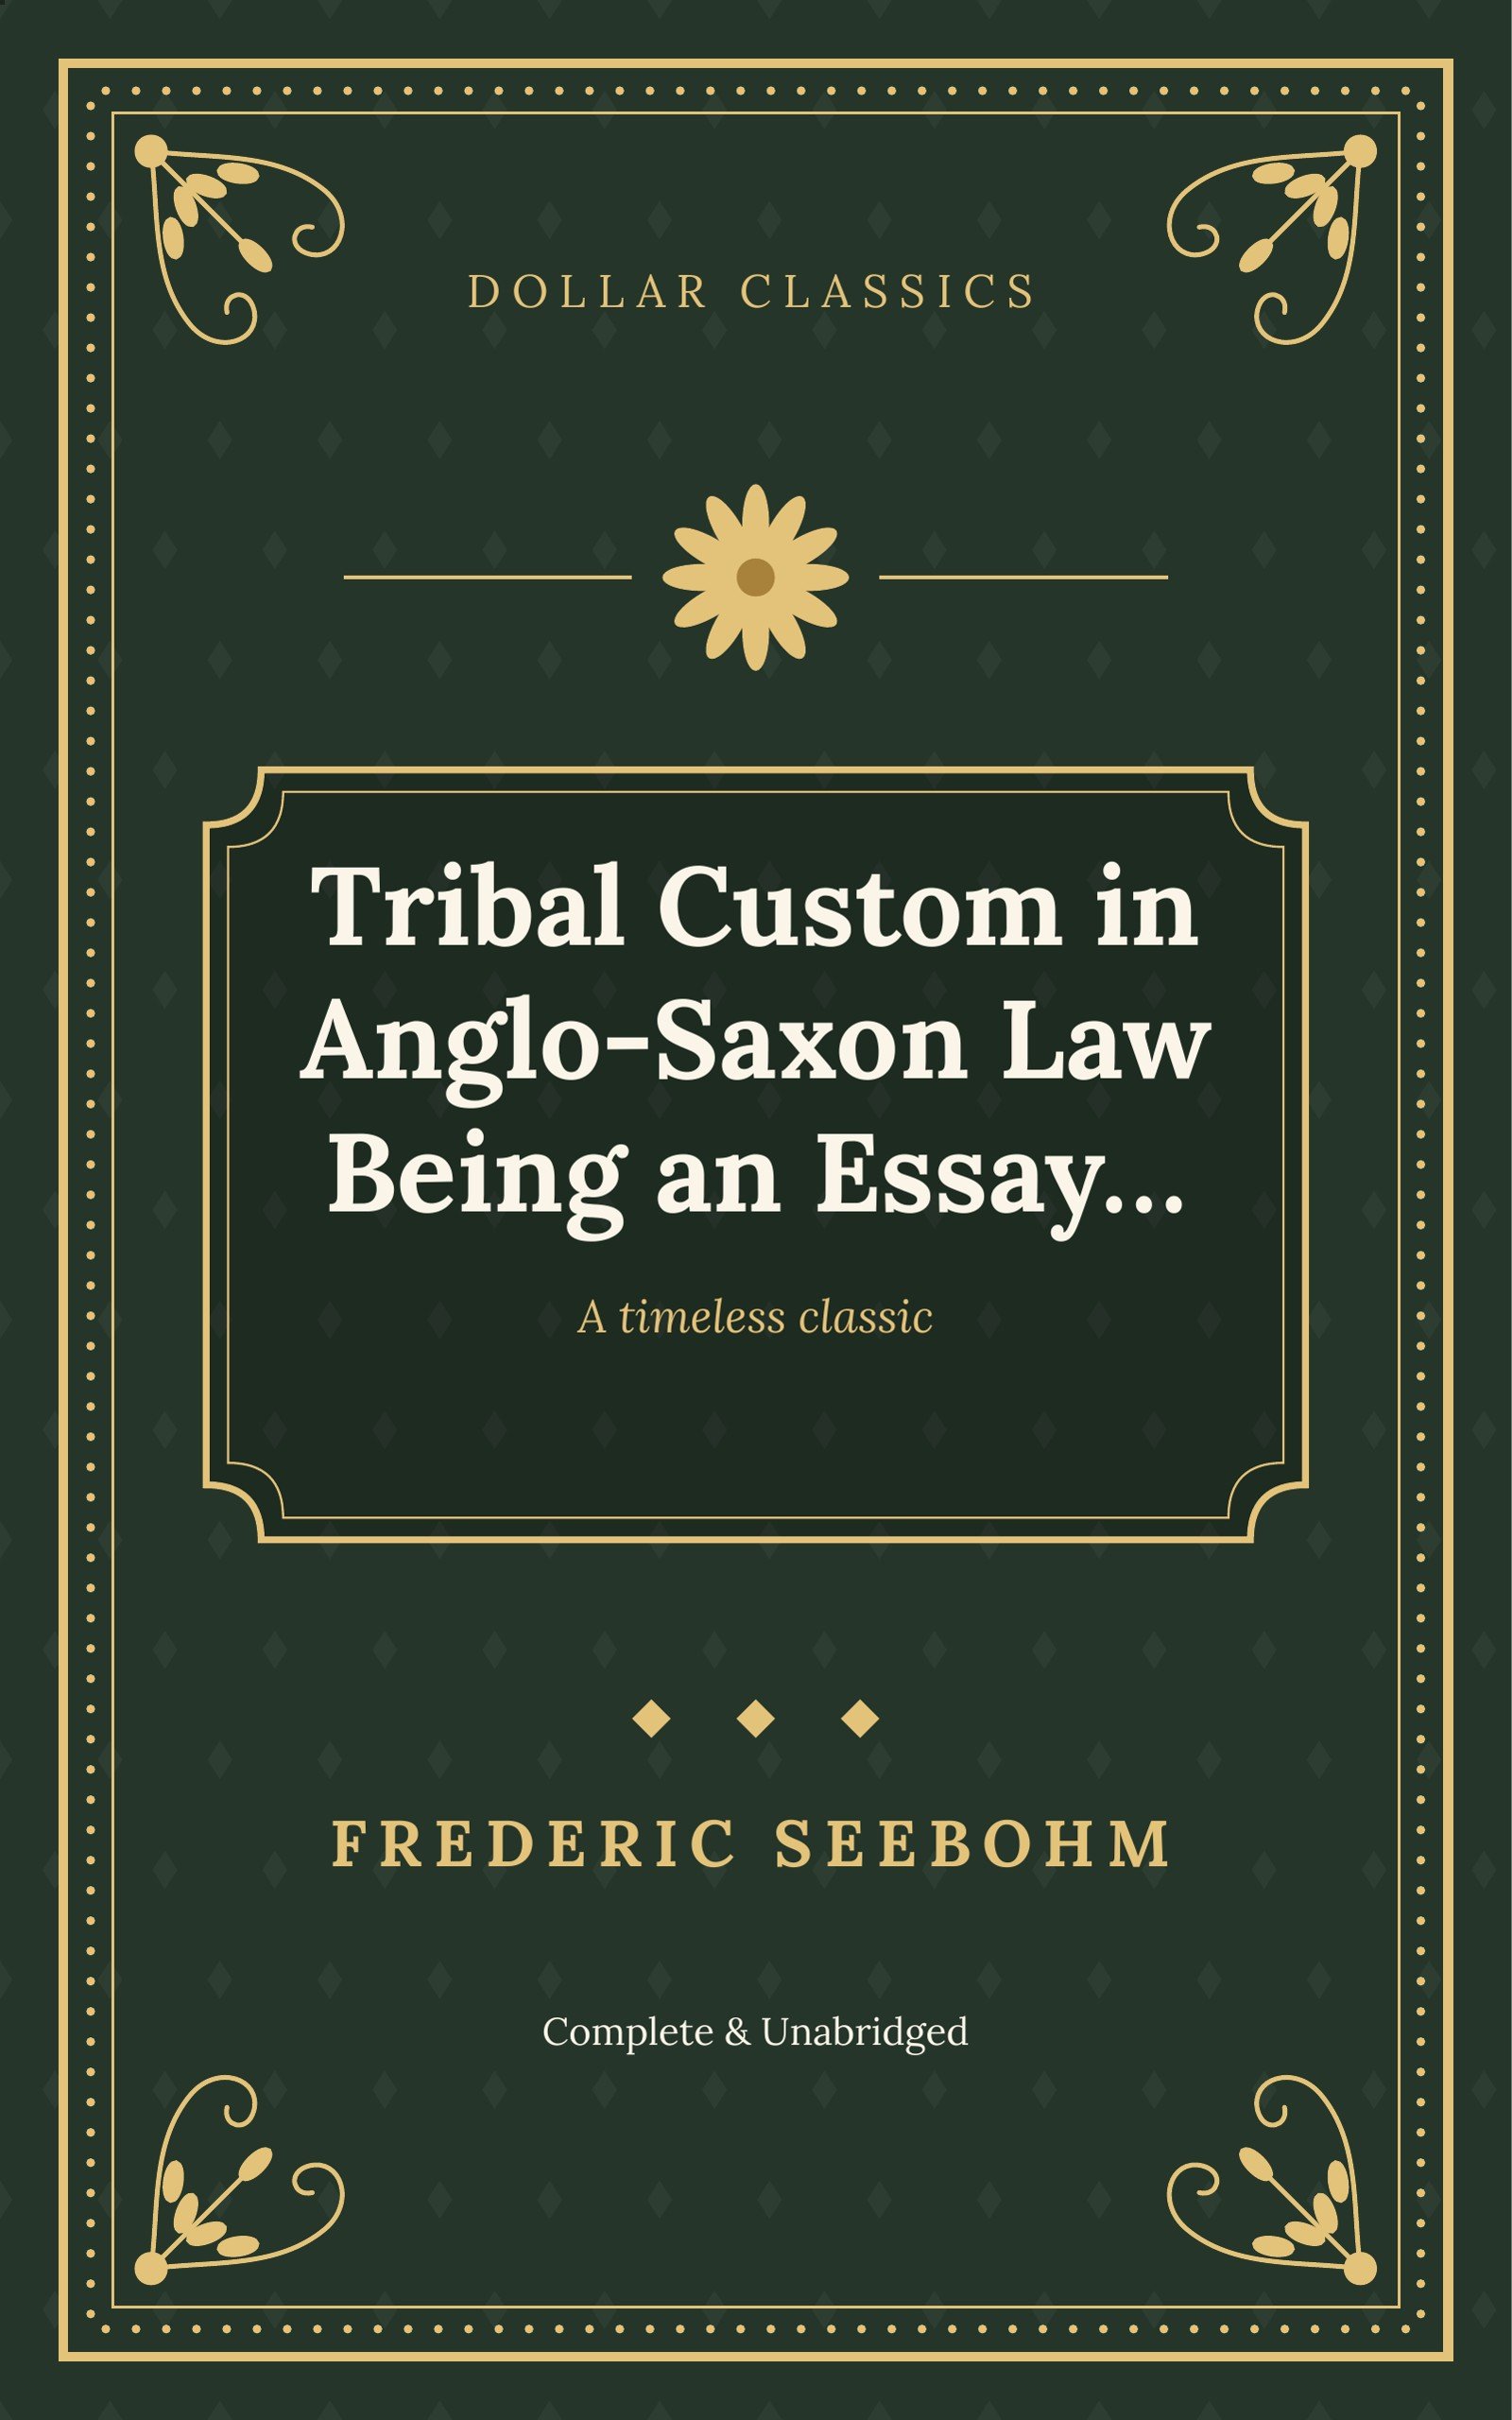 DOLLAR CLASSICS
Tribal Custom in
Anglo-Saxon Law
Being an Essay...
A timeless classic
FREDERIC SEEBOHM
Complete & Unabridged